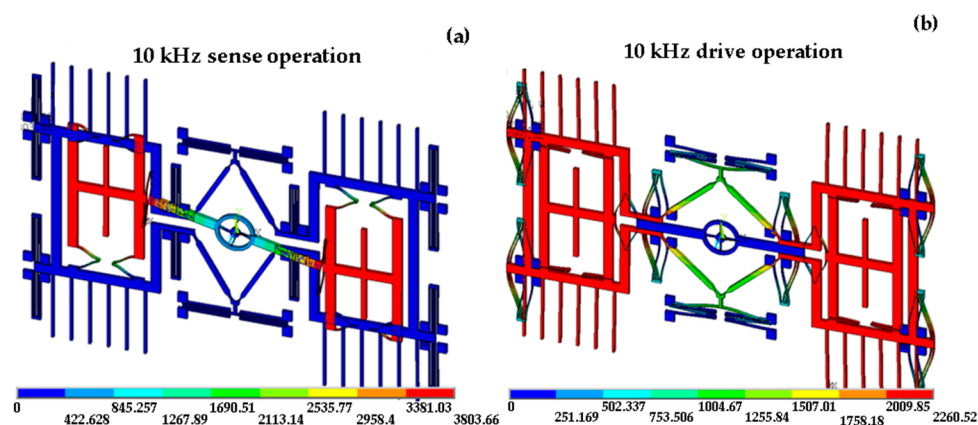 (a)
10 kHz sense operation
0 845.257 1690.51 2535.77 3381.03
422.628 1267.89 2113.14 2958.4 3803.66
(b)
10 kHz drive operation
0 502.337 1004.67 1507.01 2009.85
251.169 753.506 1255.84 1758.18 2260.52